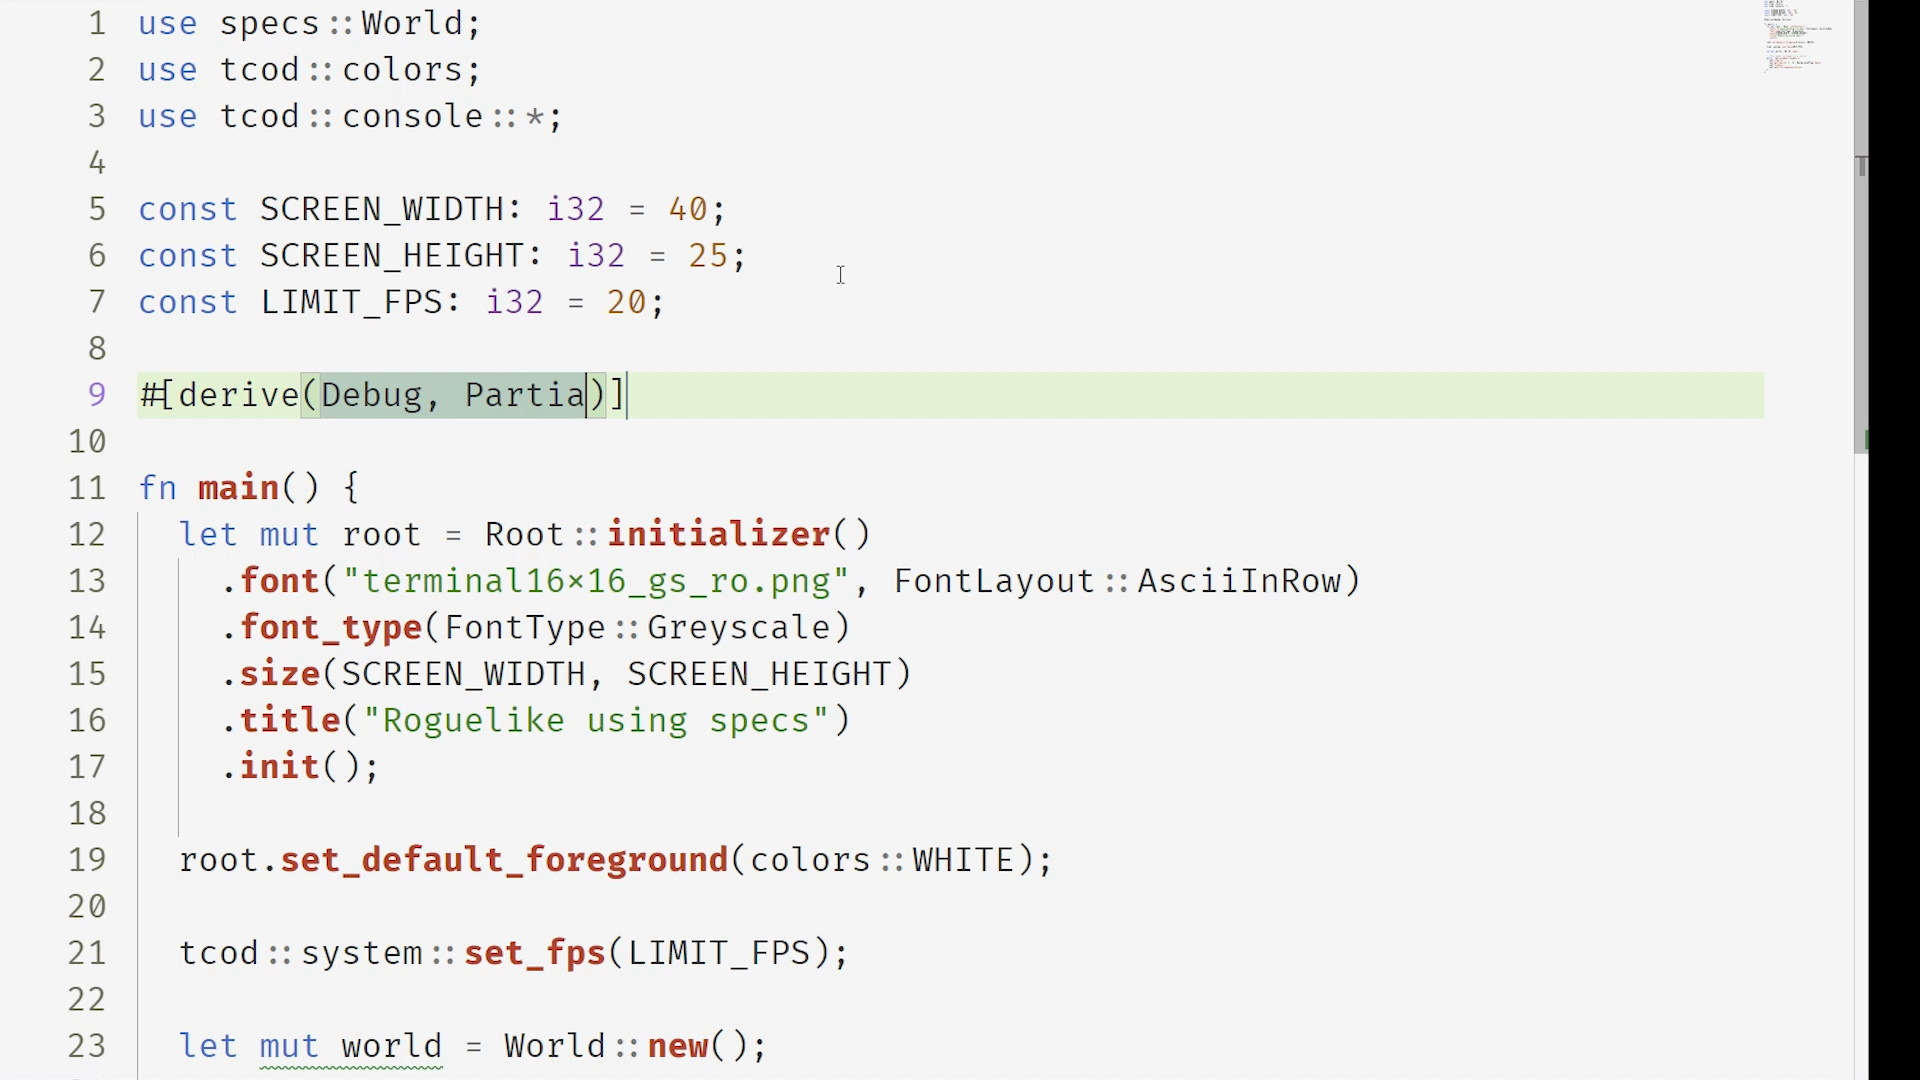 1 use specs::World;
2 use tcod::colors;
3 use tcod::console::*;
4
5 const SCREEN_WIDTH: i32 = 40;
6 const SCREEN_HEIGHT: i32 = 25;
7 const LIMIT_FPS: i32 = 20;
8
9 #[derive(Debug, Partia)]
10
11 fn main() {
12 let mut root = Root::initializer()
13 .font("terminal16×16_gs_ro.png", FontLayout::AsciiInRow)
14 .font_type(FontType::Greyscale)
15 .size(SCREEN_WIDTH, SCREEN_HEIGHT)
16 .title("Roguelike using specs")
17 .init();
18
19 root.set_default_foreground(colors::WHITE);
20
21 tcod::system::set_fps(LIMIT_FPS);
22
23 let mut world = World::new();